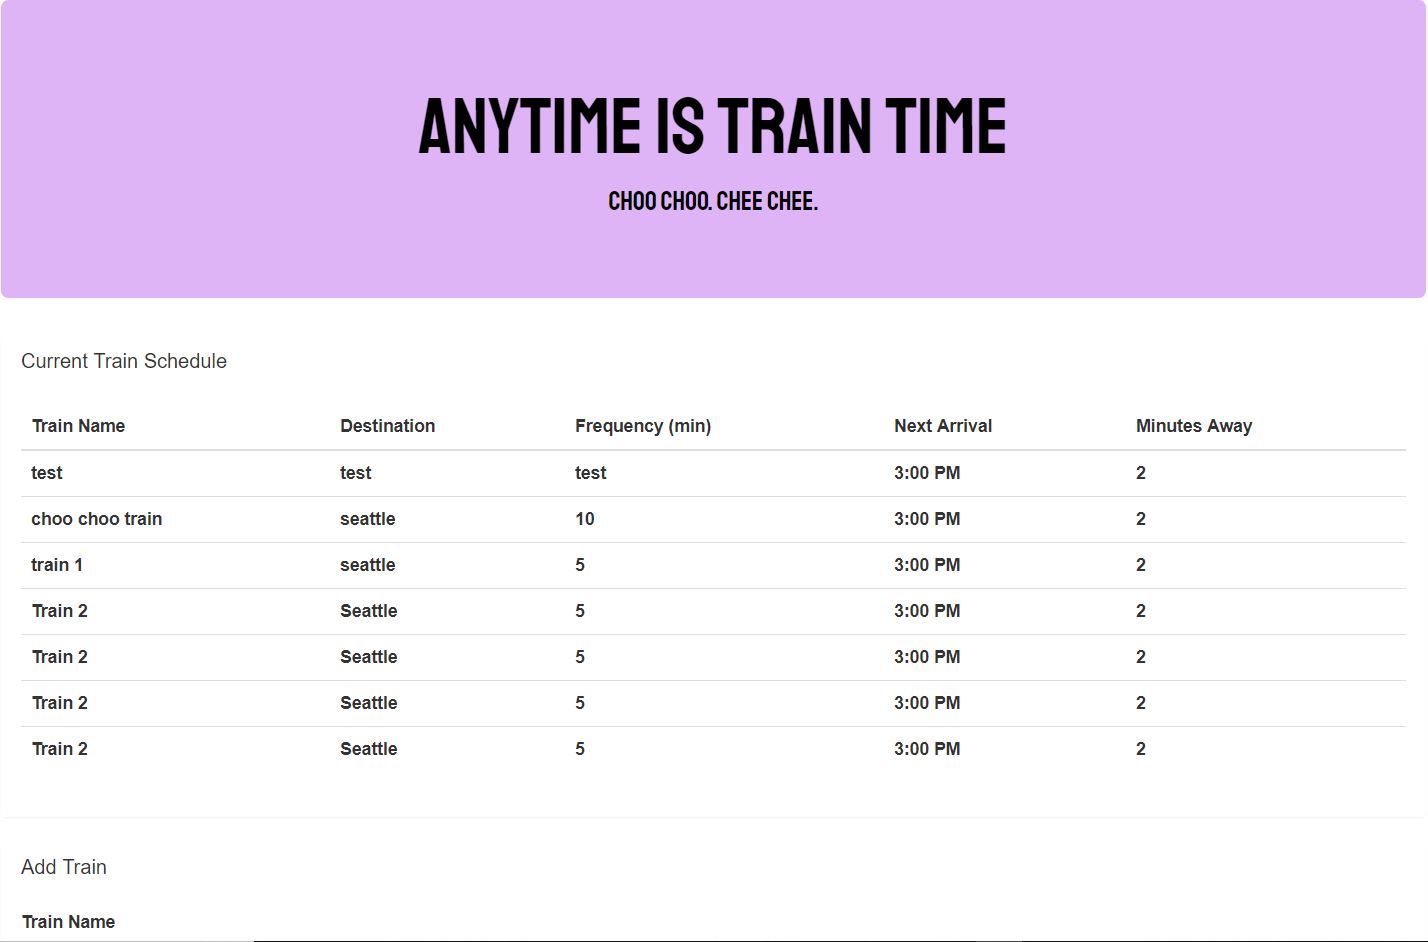 ANYTIME IS TRAIN TIME
CHOO CHOO. CHEE CHEE.
Current Train Schedule
Train Name Destination Frequency (min) Next Arrival Minutes Away
test test test 3:00 PM 2
choo choo train seattle 10 3:00 PM 2
train 1 seattle 5 3:00 PM 2
Train 2 Seattle 5 3:00 PM 2
Train 2 Seattle 5 3:00 PM 2
Train 2 Seattle 5 3:00 PM 2
Train 2 Seattle 5 3:00 PM 2
Add Train
Train Name